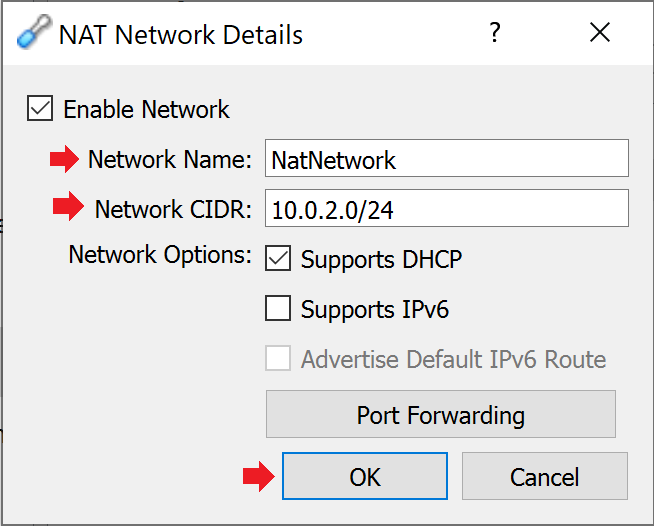 NAT Network Details ?
Enable Network
Network Name: NatNetwork
Network CIDR: 10.0.2.0/24
Network Options: Supports DHCP
Supports IPv6
Advertise Default IPv6 Route
Port Forwarding
OK Cancel